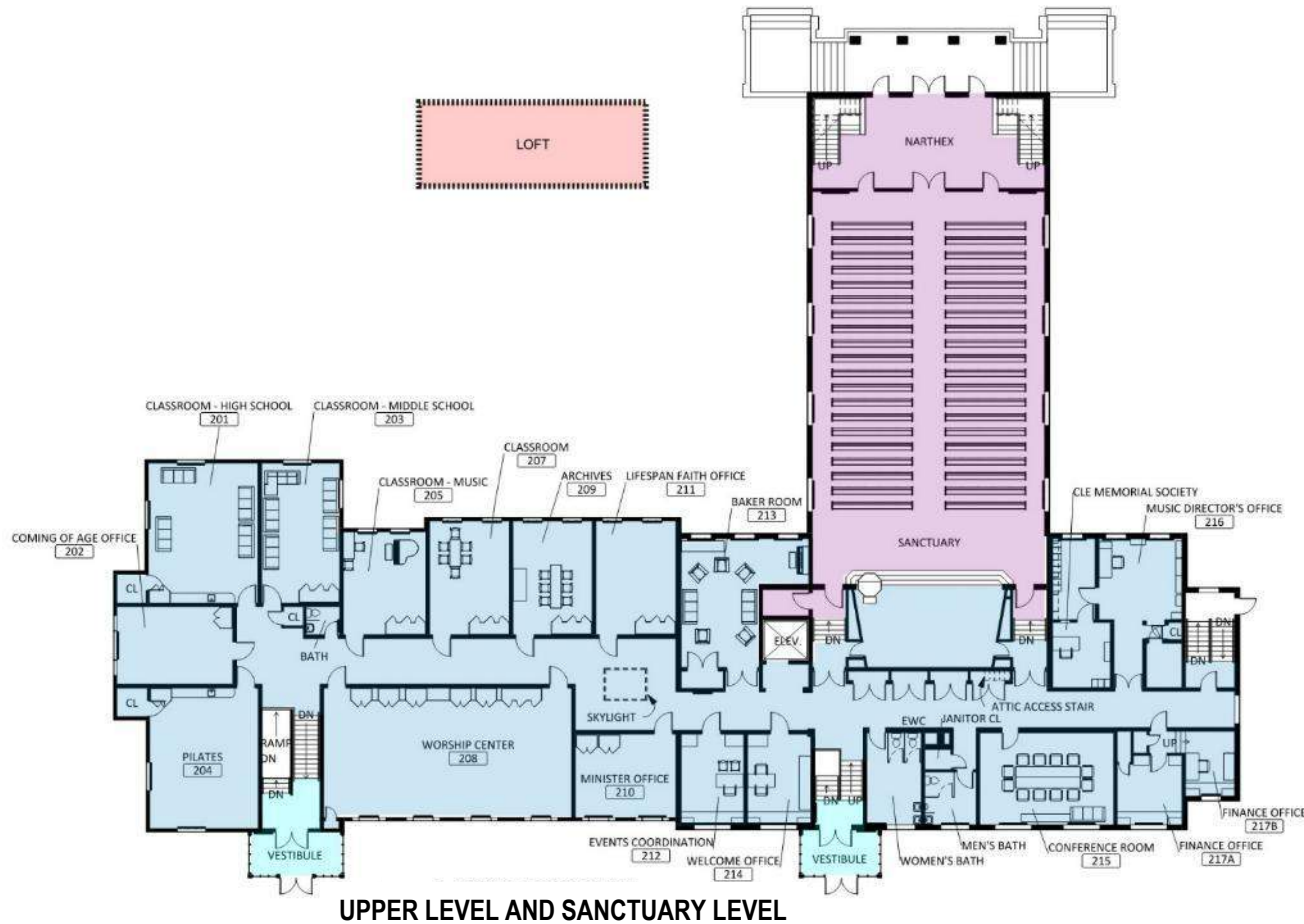 LOFT
NARTHEX
UP
UP
CLASSROOM - HIGH SCHOOL
201
CLASSROOM - MIDDLE SCHOOL
203
CLASSROOM
207
CLASSROOM - MUSIC
205
ARCHIVES
209
LIFESPAN FAITH OFFICE
211
BAKER ROOM
213
CLE MEMORIAL SOCIETY
MUSIC DIRECTOR'S OFFICE
216
COMING OF AGE OFFICE
202
SANCTUARY
CL
CL
BATH
ELEV.
DN
DN
CL
DN
DN
CL
SKYLIGHT
ATTIC ACCESS STAIR
EWC
JANITOR CL
DN
RAMP
DN
PILATES
204
WORSHIP CENTER
208
MINISTER OFFICE
210
UP
DN
DN
UP
FINANCE OFFICE
217B
EVENTS COORDINATION
212
WELCOME OFFICE
214
VESTIBULE
VESTIBULE
WOMEN'S BATH
MEN'S BATH
CONFERENCE ROOM
215
FINANCE OFFICE
217A
UPPER LEVEL AND SANCTUARY LEVEL